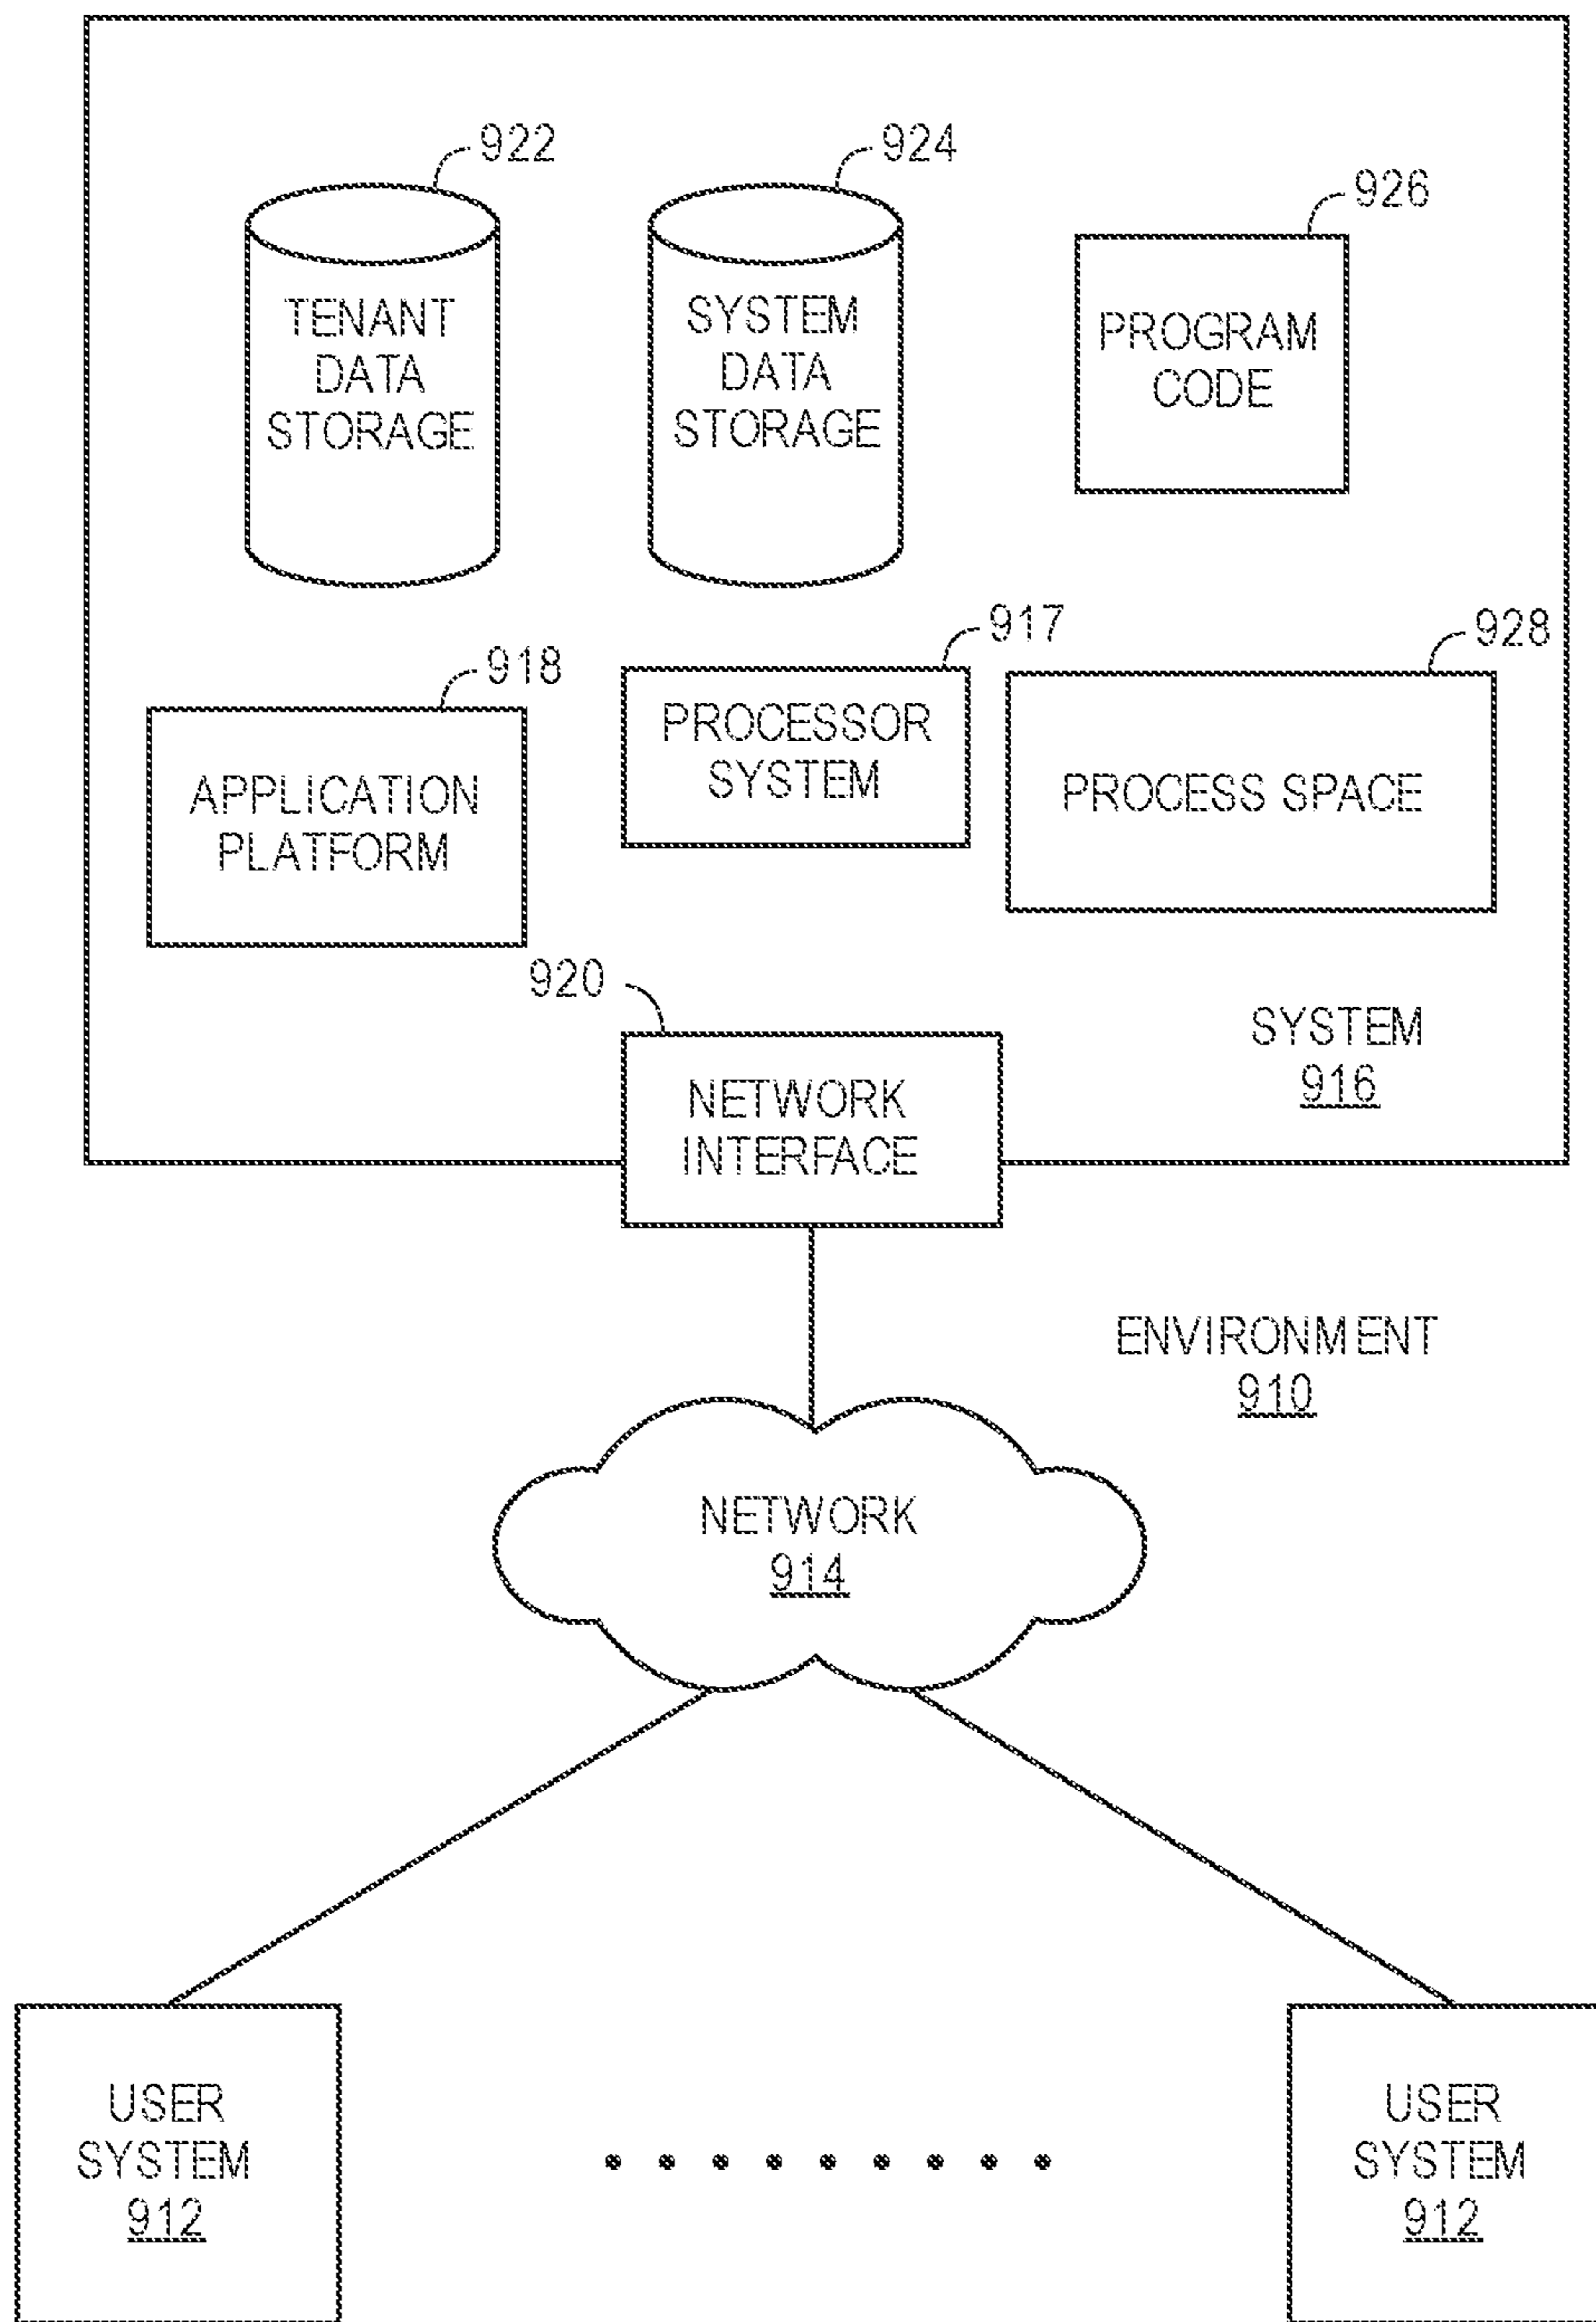 922
924
926
TENANT
DATA
STORAGE
SYSTEM
DATA
STORAGE
PROGRAM
CODE
918
917
928
APPLICATION
PLATFORM
PROCESSOR
SYSTEM
PROCESS SPACE
920
SYSTEM
916
NETWORK
INTERFACE
ENVIRONMENT
910
NETWORK
914
USER
SYSTEM
912
USER
SYSTEM
912